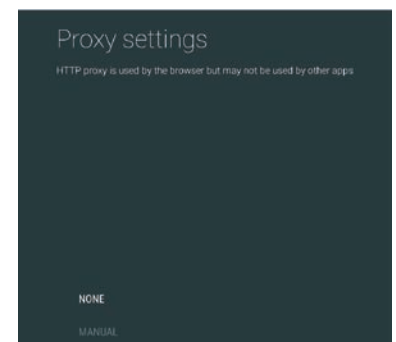 Proxy settings
HTTP proxy is used by the browser but may not be used by other apps
NONE
MANUAL